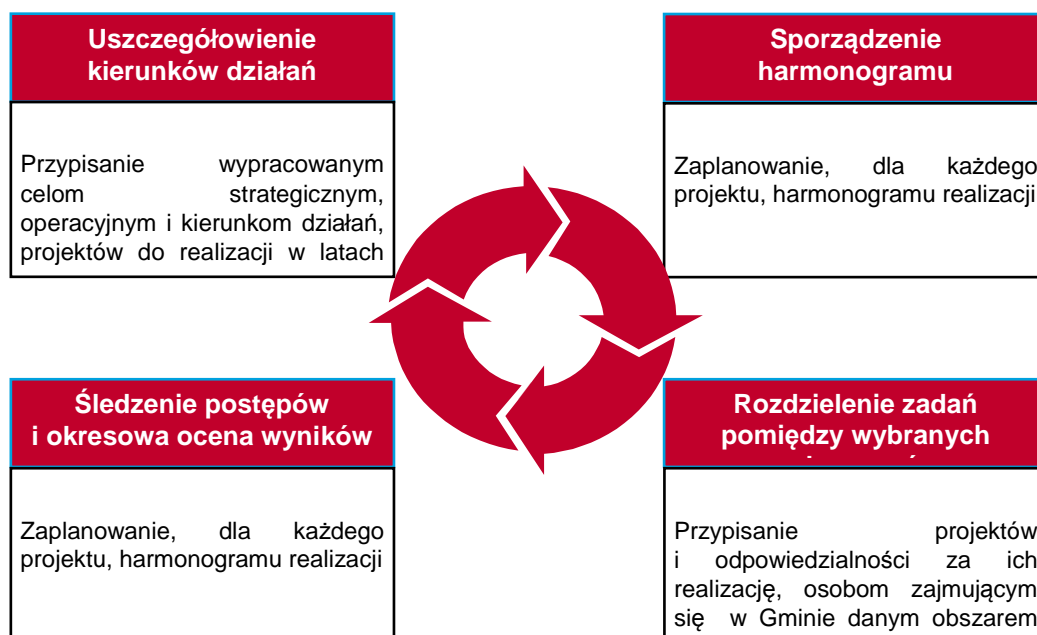 Uszczegółowienie
kierunków działań
Przypisanie wypracowanym
celom strategicznym,
operacyjnym i kierunkom działań,
projektów do realizacji w latach
Sporządzenie
harmonogramu
Zaplanowanie, dla każdego
projektu, harmonogramu realizacji
Śledzenie postępów
i okresowa ocena wyników
Zaplanowanie, dla każdego
projektu, harmonogramu realizacji
Rozdzielenie zadań
pomiędzy wybranych
Przypisanie projektów
i odpowiedzialności za ich
realizację, osobom zajmującym
się w Gminie danym obszarem